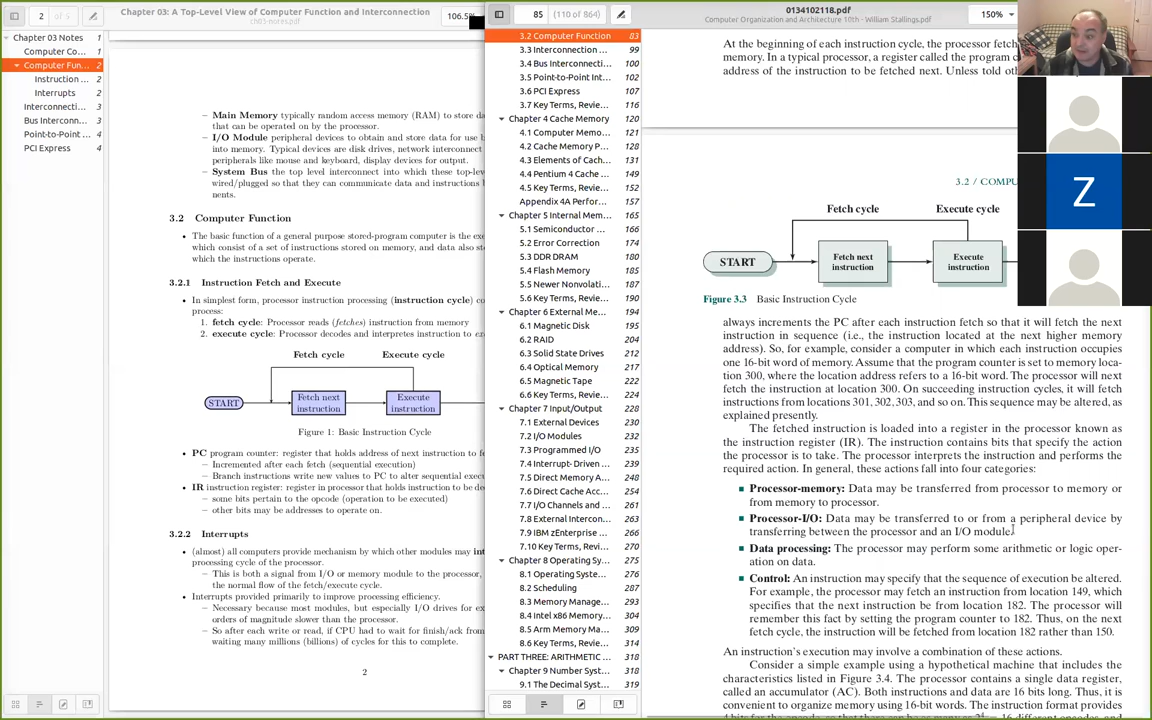 2 of 5
Chapter 03: A Top-Level View of Computer Function and Interconnection
ch03-notes.pdf
106.5%
85 (110 of 864)
0134102118.pdf
Computer Organization and Architecture 10th - William Stallings.pdf
150%
Chapter 03 Notes 1
Computer Co... 1
Computer Fun... 2
Instruction ... 2
Interrupts 2
Interconnecti... 3
Bus Interconn... 3
Point-to-Point ... 4
PCI Express 4
– Main Memory typically random access memory (RAM) to store da
that can be operated on by the processor.
– I/O Module peripheral devices to obtain and store data for use b
into memory. Typical devices are disk drives, network interconnect
peripherals like mouse and keyboard, display devices for output.
– System Bus the top level interconnect into which these top-lev
wired/plugged so that they can communicate data and instructions b
nents.
3.2 Computer Function
• The basic function of a general purpose stored-program computer is the exe
which consist of a set of instructions stored on memory, and data also sto
which the instructions operate.
3.2.1 Instruction Fetch and Execute
• In simplest form, processor instruction processing (instruction cycle) co
process:
1. fetch cycle: Processor reads (fetches) instruction from memory
2. execute cycle: Processor decodes and interpretes instruction to ex
Fetch cycle Execute cycle
START
Fetch next
instruction
Execute
instruction
Figure 1: Basic Instruction Cycle
• PC program counter: register that holds address of next instruction to f
– Incremented after each fetch (sequential execution)
– Branch instructions write new values to PC to alter sequential exec
• IR instruction register: register in processor that holds instruction to be dec
– some bits pertain to the opcode (operation to be executed)
– other bits may be addresses to operate on.
3.2.2 Interrupts
• (almost) all computers provide mechanism by which other modules may int
processing cycle of the processor.
– This is both a signal from I/O or memory module to the processor,
the normal flow of the fetch/execute cycle.
• Interrupts provided primarily to improve processing efficiency.
– Necessary because most modules, but especially I/O drives for ex
orders of magnitude slower than the processor.
– So after each write or read, if CPU had to wait for finish/ack from
waiting many millions (billions) of cycles for this to complete.
2
3.2 Computer Function 83
3.3 Interconnection ... 99
3.4 Bus Interconnecti... 100
3.5 Point-to-Point Int... 102
3.6 PCI Express 107
3.7 Key Terms, Revie... 116
Chapter 4 Cache Memory 120
4.1 Computer Memo... 121
4.2 Cache Memory P... 128
4.3 Elements of Cach... 131
4.4 Pentium 4 Cache ... 149
4.5 Key Terms, Revie... 152
Appendix 4A Perfor... 157
Chapter 5 Internal Mem... 165
5.1 Semiconductor ... 166
5.2 Error Correction 174
5.3 DDR DRAM 180
5.4 Flash Memory 185
5.5 Newer Nonvolati... 187
5.6 Key Terms, Revie... 190
Chapter 6 External Me... 194
6.1 Magnetic Disk 195
6.2 RAID 204
6.3 Solid State Drives 212
6.4 Optical Memory 217
6.5 Magnetic Tape 222
6.6 Key Terms, Revie... 224
Chapter 7 Input/Output 228
7.1 External Devices 230
7.2 I/O Modules 232
7.3 Programmed I/O 235
7.4 Interrupt- Driven ... 239
7.5 Direct Memory A... 248
7.6 Direct Cache Acc... 254
7.7 I/O Channels and ... 261
7.8 External Intercon... 263
7.9 IBM zEnterprise ... 266
7.10 Key Terms, Revi... 270
Chapter 8 Operating Sy... 275
8.1 Operating Syste... 276
8.2 Scheduling 287
8.3 Memory Manage... 293
8.4 Intel x86 Memor... 304
8.5 Arm Memory Ma... 309
8.6 Key Terms, Revie... 314
PART THREE: ARITHMETIC ... 318
Chapter 9 Number Syst... 318
9.1 The Decimal Syst... 319
At the beginning of each instruction cycle, the processor fetch
memory. In a typical processor, a register called the program c
address of the instruction to be fetched next. Unless told oth
3.2 / COMPU
Fetch cycle Execute cycle
START
Fetch next
instruction
Execute
instruction
Figure 3.3 Basic Instruction Cycle
always increments the PC after each instruction fetch so that it will fetch the next
instruction in sequence (i.e., the instruction located at the next higher memory
address). So, for example, consider a computer in which each instruction occupies
one 16-bit word of memory. Assume that the program counter is set to memory loca-
tion 300, where the location address refers to a 16-bit word. The processor will next
fetch the instruction at location 300. On succeeding instruction cycles, it will fetch
instructions from locations 301, 302, 303, and so on. This sequence may be altered, as
explained presently.
The fetched instruction is loaded into a register in the processor known as
the instruction register (IR). The instruction contains bits that specify the action
the processor is to take. The processor interprets the instruction and performs the
required action. In general, these actions fall into four categories:
■ Processor-memory: Data may be transferred from processor to memory or
from memory to processor.
■ Processor-I/O: Data may be transferred to or from a peripheral device by
transferring between the processor and an I/O module.
■ Data processing: The processor may perform some arithmetic or logic oper-
ation on data.
■ Control: An instruction may specify that the sequence of execution be altered.
For example, the processor may fetch an instruction from location 149, which
specifies that the next instruction be from location 182. The processor will
remember this fact by setting the program counter to 182. Thus, on the next
fetch cycle, the instruction will be fetched from location 182 rather than 150.
An instruction's execution may involve a combination of these actions.
Consider a simple example using a hypothetical machine that includes the
characteristics listed in Figure 3.4. The processor contains a single data register,
called an accumulator (AC). Both instructions and data are 16 bits long. Thus, it is
convenient to organize memory using 16-bit words. The instruction format provides
Z